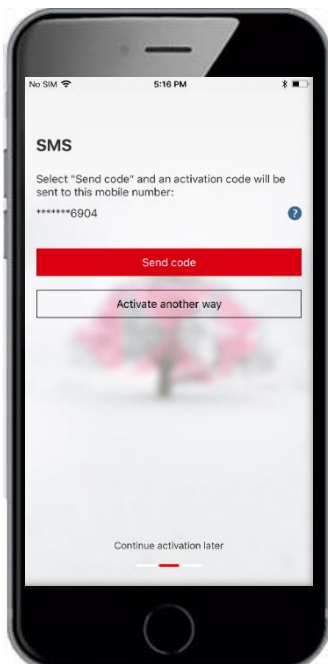 No SIM 5:16 PM
SMS
Select "Send code" and an activation code will be
sent to this mobile number:
*******6904 ?
Send code
Activate another way
Continue activation later